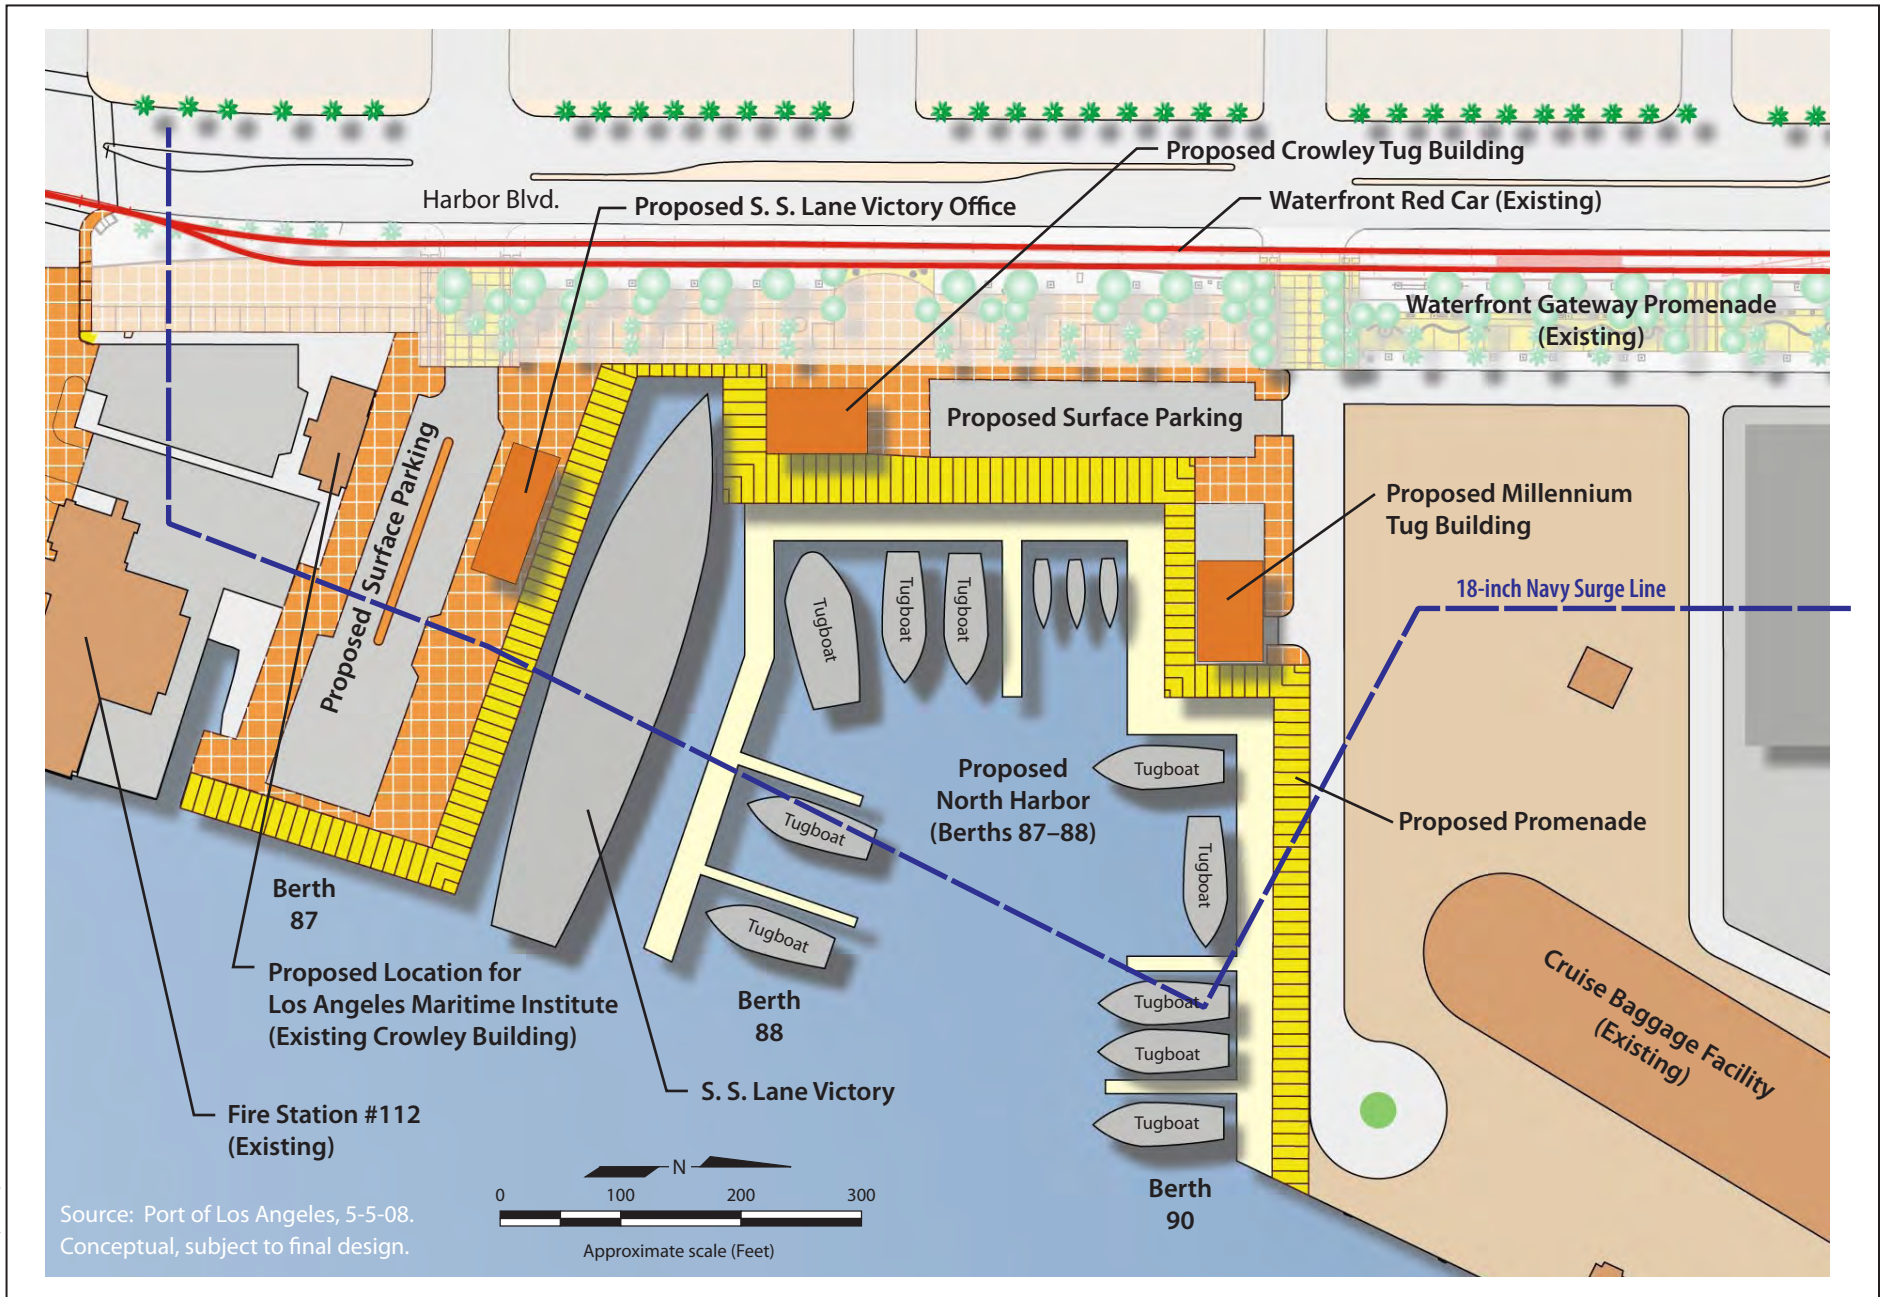 Proposed Crowley Tug Building
Harbor Blvd.
Proposed S. S. Lane Victory Office
Waterfront Red Car (Existing)
Waterfront Gateway Promenade
(Existing)
Proposed Surface Parking
Proposed Surface Parking
Proposed Millennium
Tug Building
18-inch Navy Surge Line
Tugboat
Tugboat
Tugboat
Proposed
North Harbor
(Berths 87–88)
Tugboat
Tugboat
Tugboat
Proposed Promenade
Berth
87
Tugboat
Proposed Location for
Los Angeles Maritime Institute
(Existing Crowley Building)
Berth
88
Tugboat
Tugboat
Tugboat
Cruise Baggage Facility
(Existing)
S. S. Lane Victory
Fire Station #112
(Existing)
N
0 100 200 300
Approximate scale (Feet)
Berth
90
Source: Port of Los Angeles, 5-5-08.
Conceptual, subject to final design.